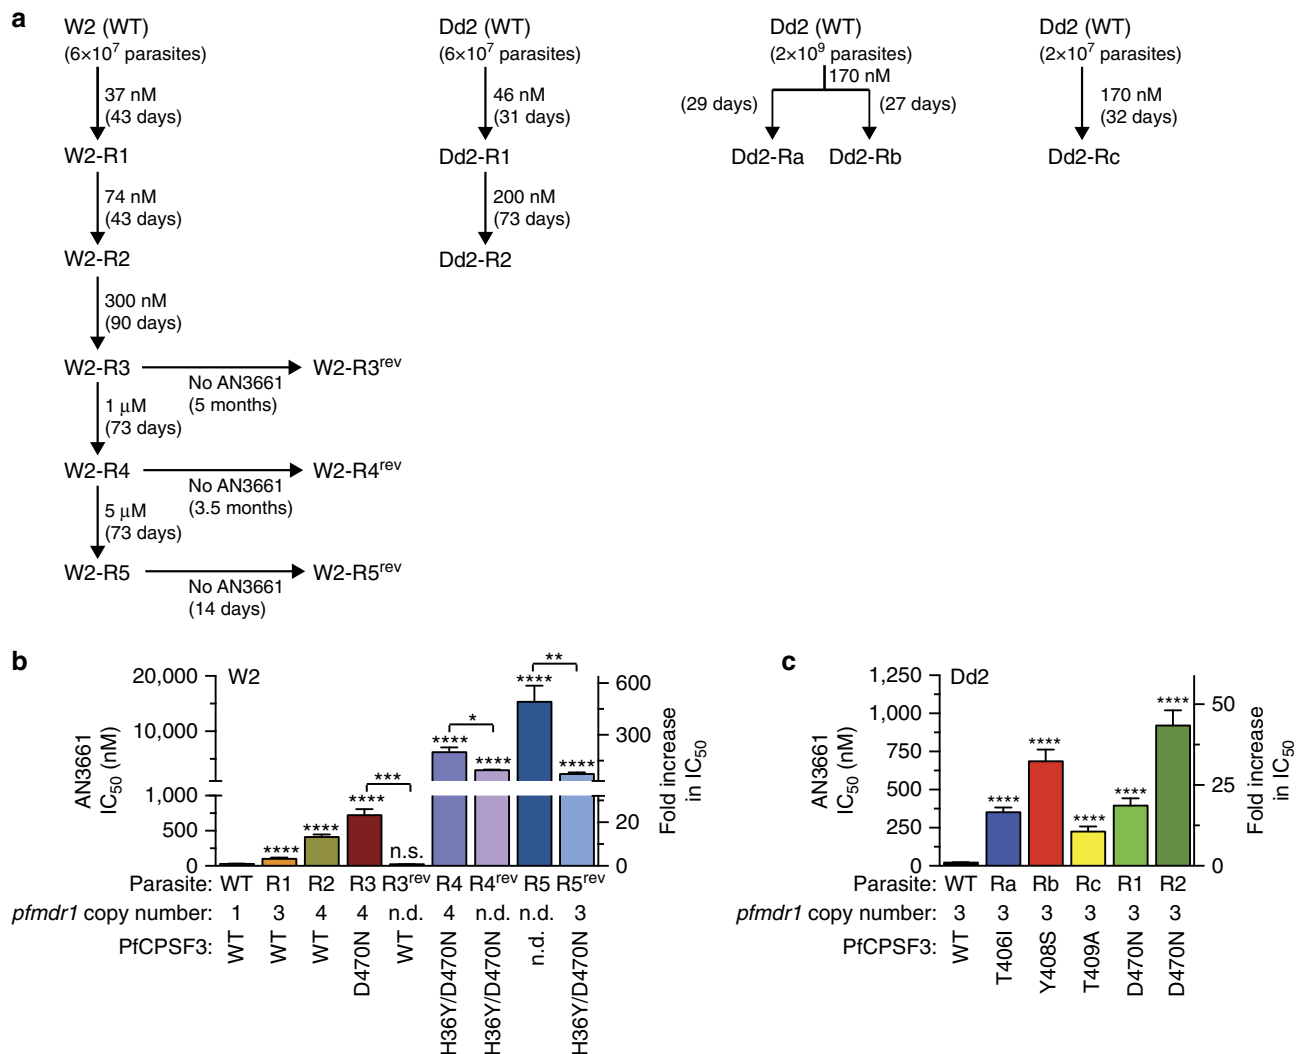 a
W2 (WT)
(6×10⁷ parasites)
37 nM
(43 days)
W2-R1
74 nM
(43 days)
W2-R2
300 nM
(90 days)
W2-R3
No AN3661
(5 months)
W2-R3ʳᵉᵛ
1 μM
(73 days)
W2-R4
No AN3661
(3.5 months)
W2-R4ʳᵉᵛ
5 μM
(73 days)
W2-R5
No AN3661
(14 days)
W2-R5ʳᵉᵛ
Dd2 (WT)
(6×10⁷ parasites)
46 nM
(31 days)
Dd2-R1
200 nM
(73 days)
Dd2-R2
Dd2 (WT)
(2×10⁹ parasites)
170 nM
(29 days)
(27 days)
Dd2-Ra
Dd2-Rb
Dd2 (WT)
(2×10⁷ parasites)
170 nM
(32 days)
Dd2-Rc
b
W2
AN3661
IC₅₀ (nM)
20,000
10,000
1,000
500
0
**** **** **** *** n.s. **** * **** **** ** ****
600
300
20
0
Fold increase
in IC₅₀
Parasite: WT R1 R2 R3 R3ʳᵉᵛ R4 R4ʳᵉᵛ R5 R5ʳᵉᵛ
pfmdr1 copy number: 1 3 4 4 n.d. 4 n.d. n.d. 3
PfCPSF3: WT WT WT D470N WT H36Y/D470N H36Y/D470N n.d. H36Y/D470N
c
Dd2
AN3661
IC₅₀ (nM)
1,250
1,000
750
500
250
0
**** **** **** **** ****
50
25
0
Fold increase
in IC₅₀
WT Ra Rb Rc R1 R2
3 3 3 3 3 3
WT T406I Y408S T409A D470N D470N